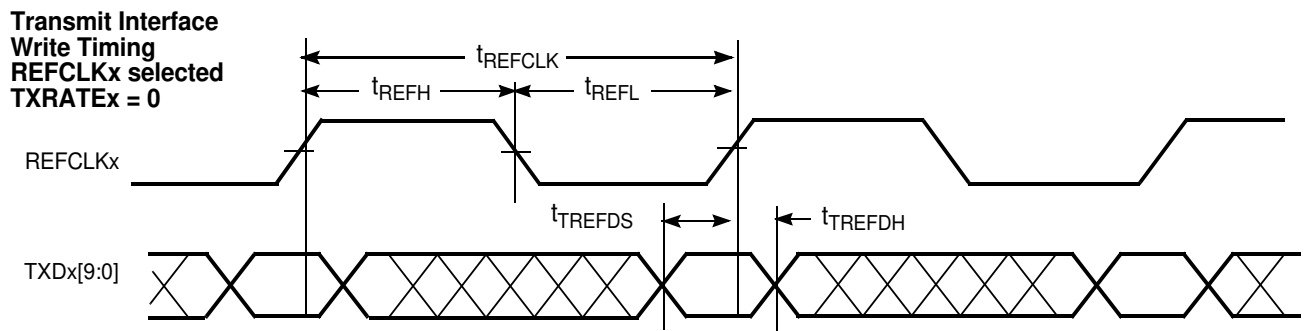 Transmit Interface
Write Timing
REFCLKx selected
TXRATEx = 0
tREFCLK
tREFH
tREFL
REFCLKx
tTREFDS
tTREFDH
TXDx[9:0]